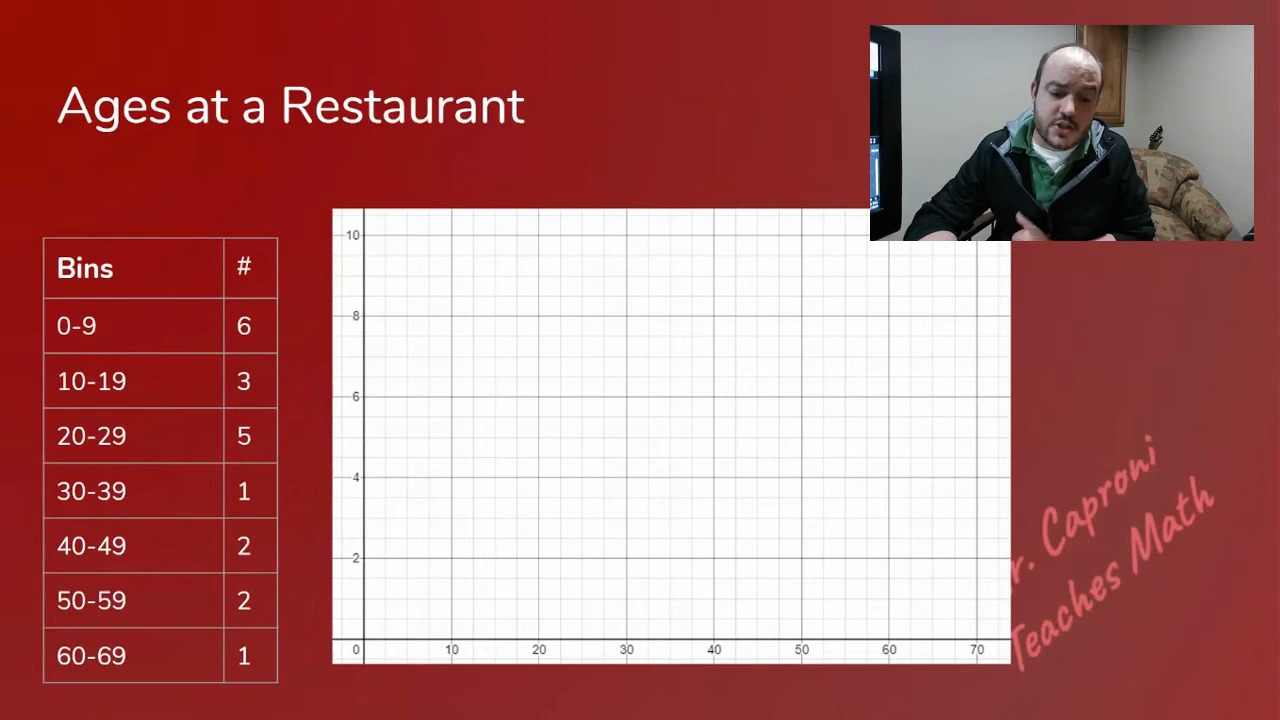 Ages at a Restaurant
Bins #
0-9 6
10-19 3
20-29 5
30-39 1
40-49 2
50-59 2
60-69 1
10
8
6
4
2
0 10 20 30 40 50 60 70
r. Caproni
Teaches Math